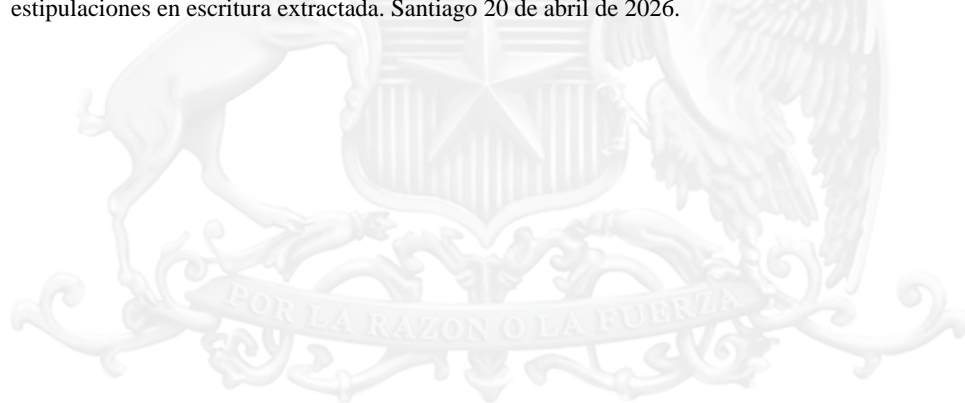 estipulaciones en escritura extractada. Santiago 20 de abril de 2026.
POR LA RAZON O LA FUERZA